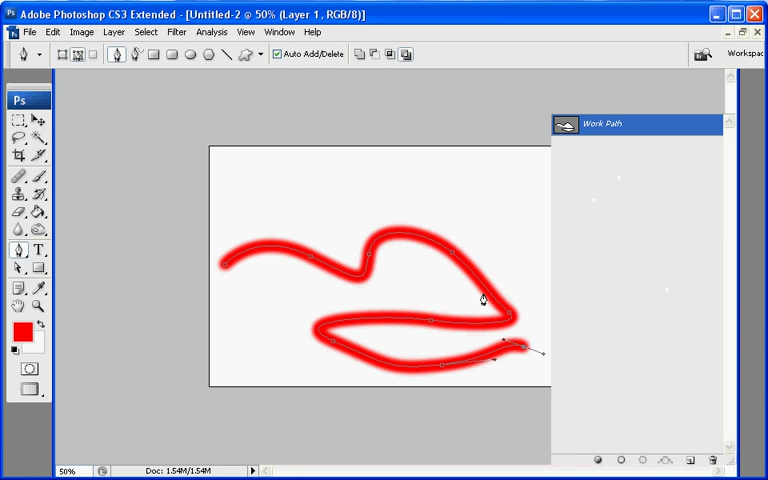 Adobe Photoshop CS3 Extended - [Untitled-2 @ 50% (Layer 1, RGB/8)]
File Edit Image Layer Select Filter Analysis View Window Help
Auto Add/Delete
Workspac
Ps
Work Path
T
50%
Doc: 1.54M/1.54M